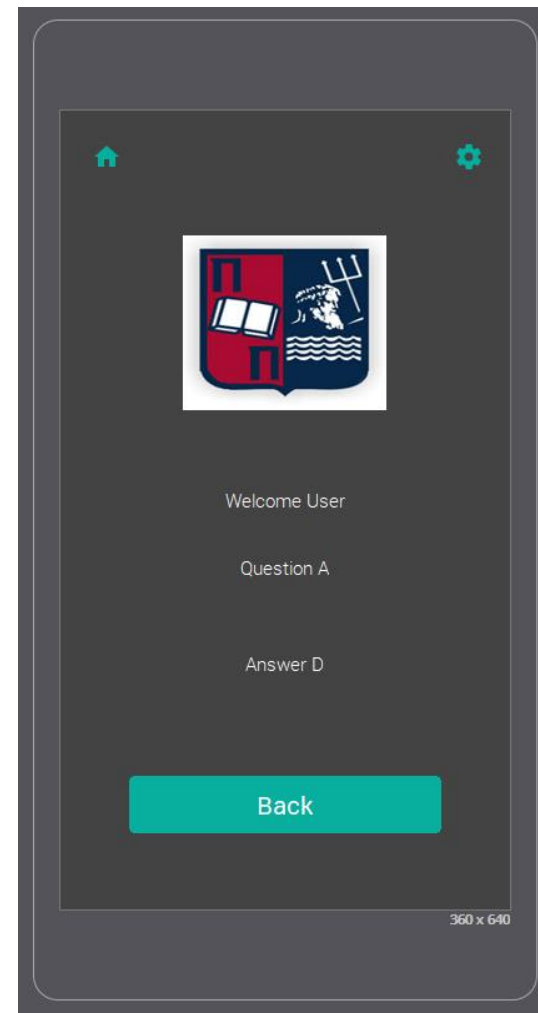 Π
Π
Welcome User
Question A
Answer D
Back
360 x 640